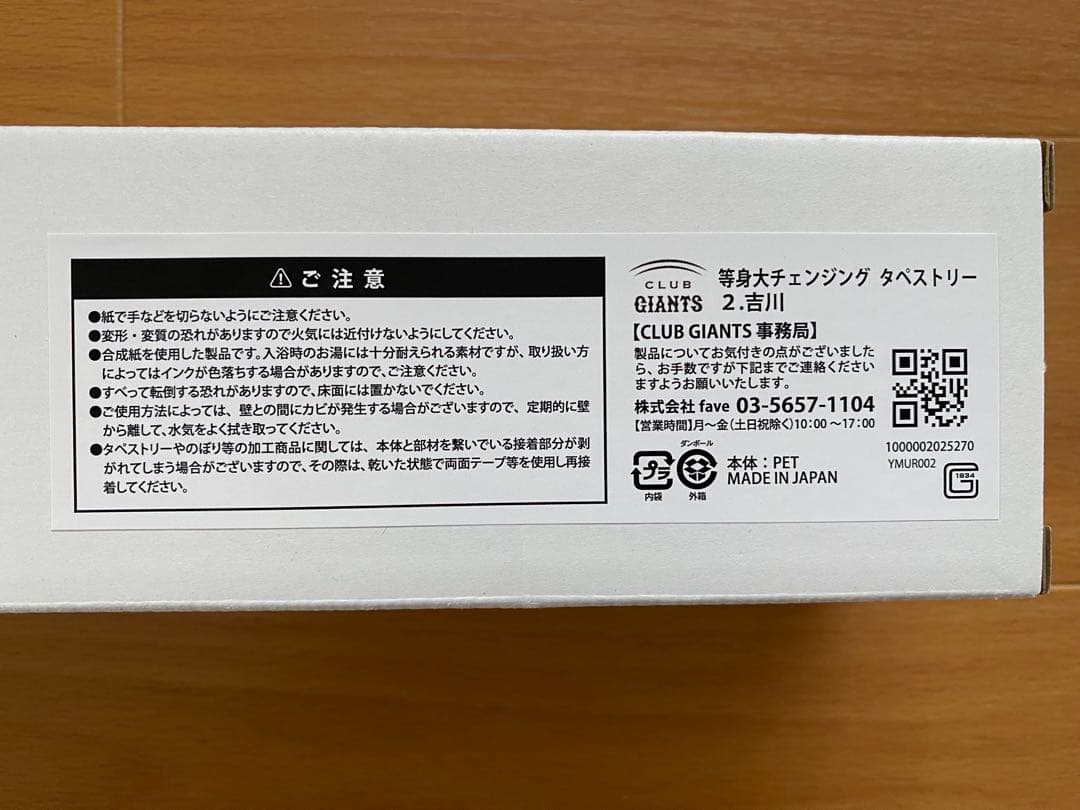 ⚠ ご注意
●紙で手などを切らないようにご注意ください。
●変形・変質の恐れがありますので火気には近付けないようにしてください。
●合成紙を使用した製品です。入浴時のお湯には十分耐えられる素材ですが、取り扱い方
によってはインクが色落ちする場合がありますので、ご注意ください。
●すべって転倒する恐れがありますので、床面には置かないでください。
●ご使用方法によっては、壁との間にカビが発生する場合がございますので、定期的に壁
から離して、水気をよく拭き取ってください。
●タペストリーやのぼり等の加工商品に関しては、本体と部材を繋いでいる接着部分が剥
がれてしまう場合がございますので、その際は、乾いた状態で両面テープ等を使用し再接
着してください。
CLUB
GIANTS
等身大チェンジング タペストリー
2.吉川
【CLUB GIANTS 事務局】
製品についてお気付きの点がございました
ら、お手数ですが下記までご連絡ください
ますようお願いいたします。
株式会社 fave 03-5657-1104
【営業時間】月〜金（土日祝除く）10:00 〜17:00
プラ
内袋
ダンボール
外箱
本体：PET
MADE IN JAPAN
1000002025270
YMUR002
1934